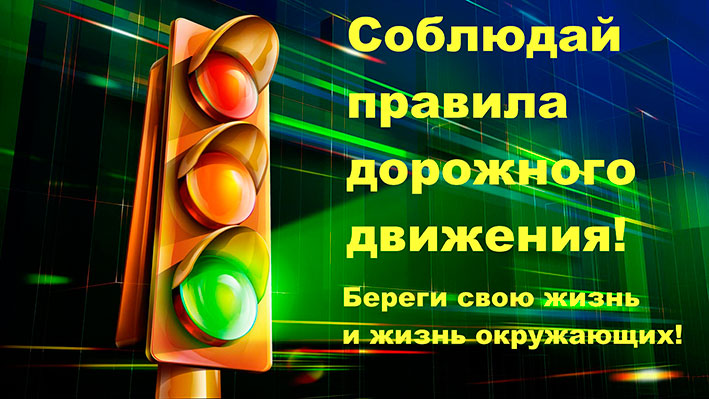 Соблюдай
правила
дорожного
движения!
Береги свою жизнь
и жизнь окружающих!